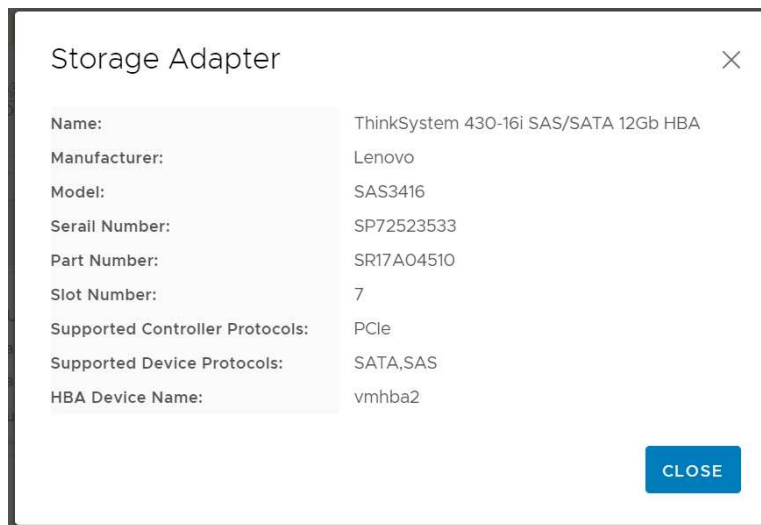 Storage Adapter
Name: ThinkSystem 430-16i SAS/SATA 12Gb HBA
Manufacturer: Lenovo
Model: SAS3416
Serail Number: SP72523533
Part Number: SR17A04510
Slot Number: 7
Supported Controller Protocols: PCIe
Supported Device Protocols: SATA,SAS
HBA Device Name: vmhba2
CLOSE